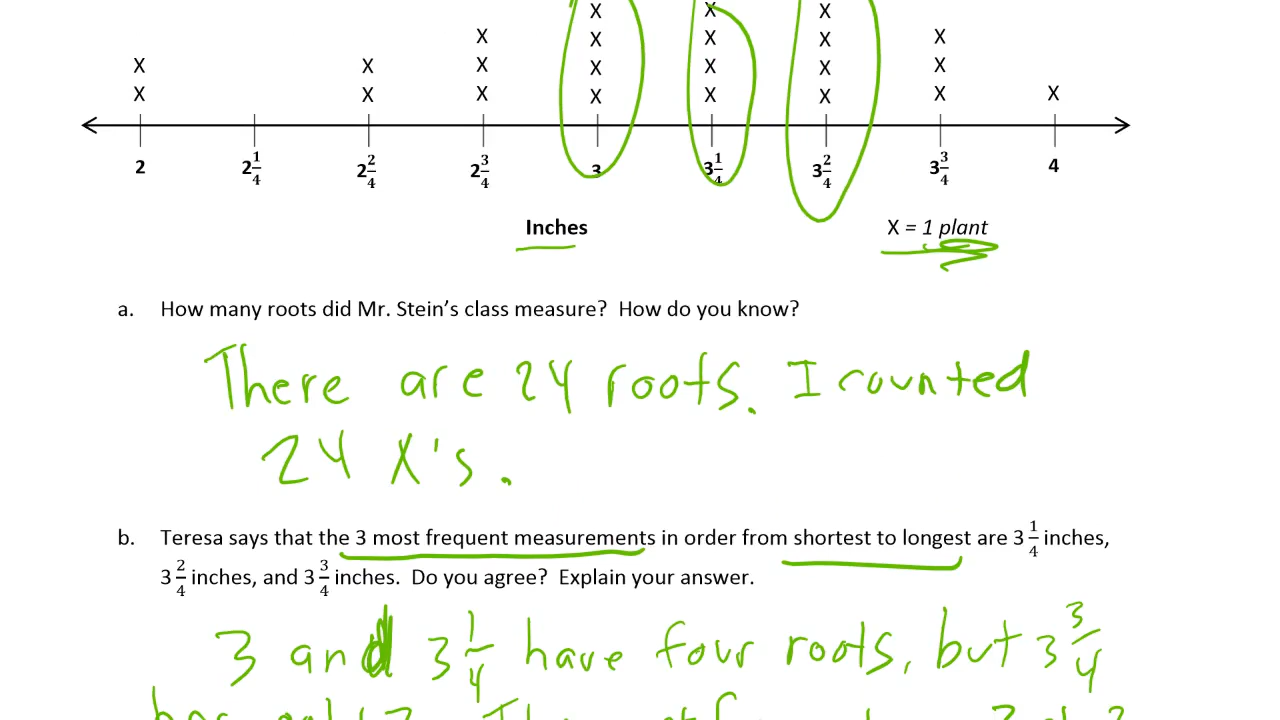 X X X
X X X X
X X X X X
X X X X X X X
X X X X X X X X
2 2 1/4 2 2/4 2 3/4 3 3 1/4 3 2/4 3 3/4 4
Inches X = 1 plant
a. How many roots did Mr. Stein's class measure? How do you know?
There are 24 roots. I counted
24 X's.
b. Teresa says that the 3 most frequent measurements in order from shortest to longest are 3 1/4 inches,
3 2/4 inches, and 3 3/4 inches. Do you agree? Explain your answer.
3 and 3 1/4 have four roots, but 3 3/4